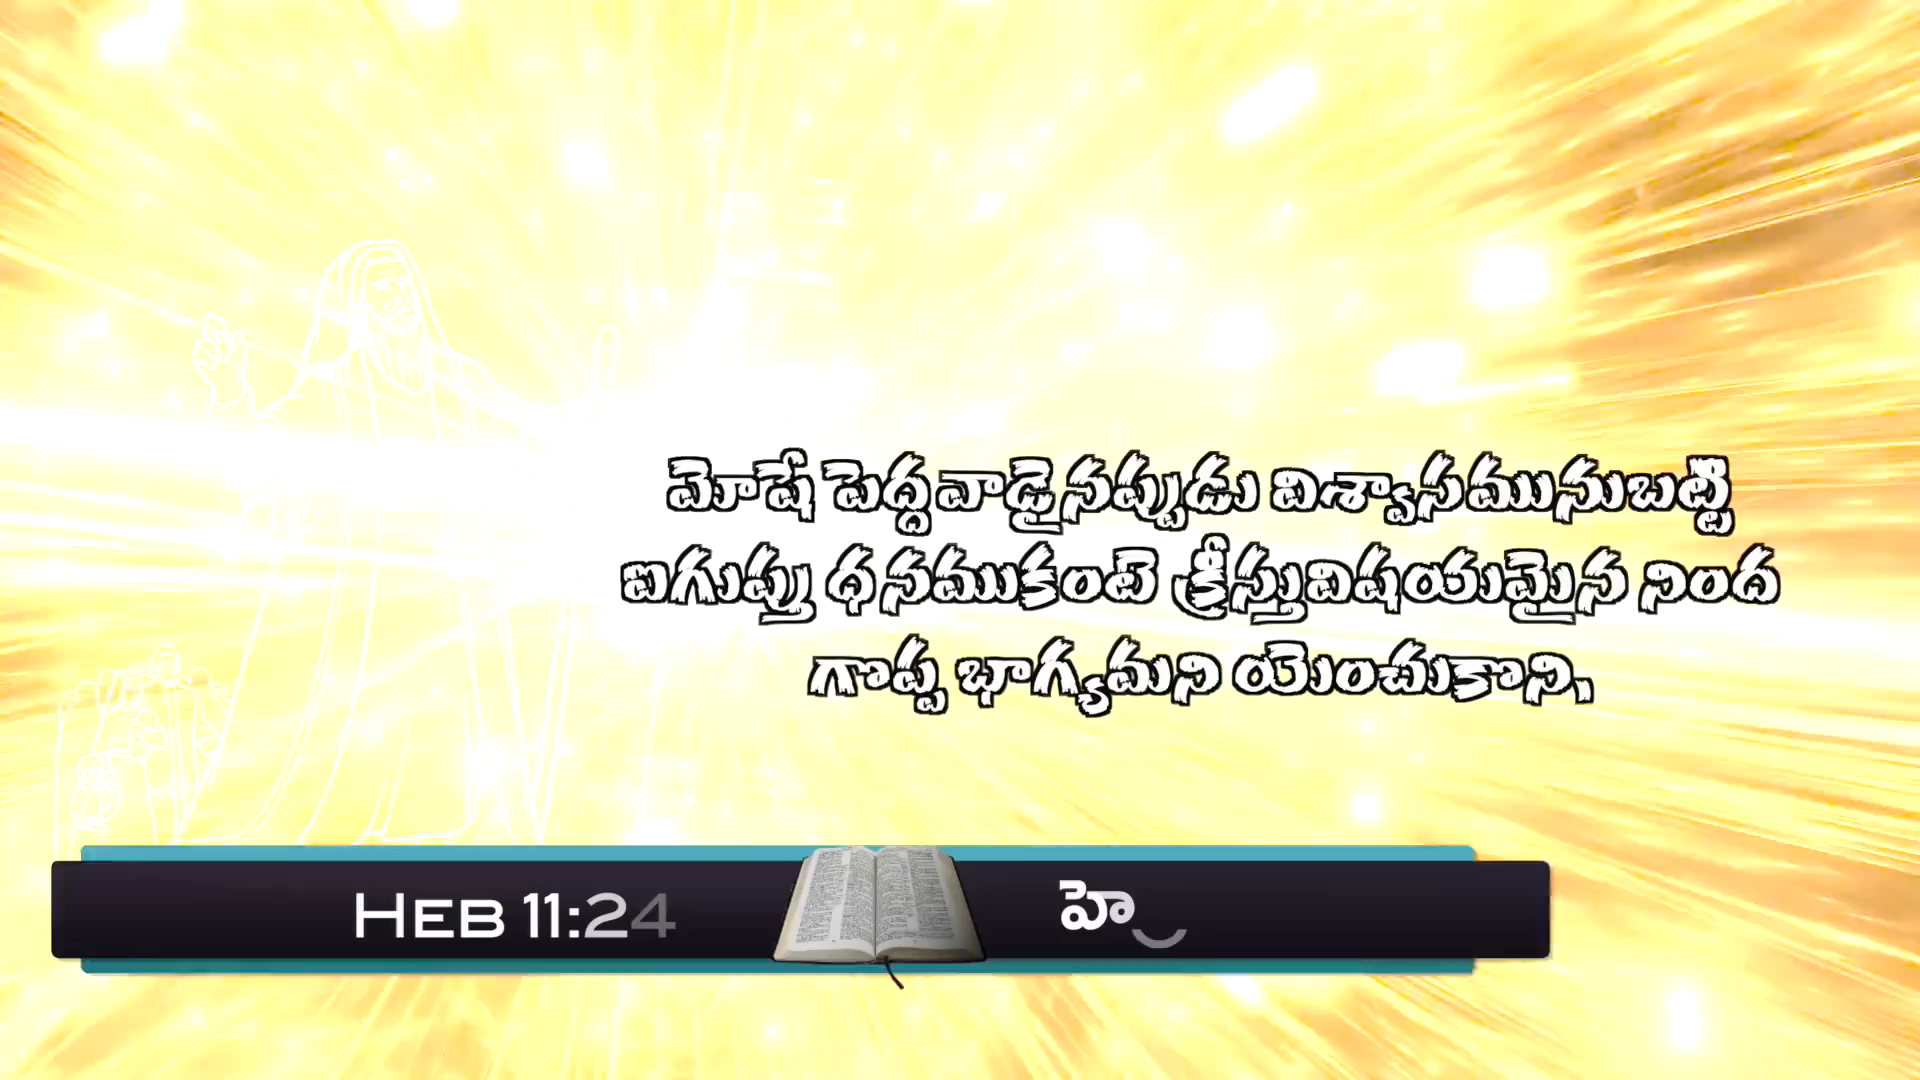 మోషే పెద్దవాడైనప్పుడు విశ్వాసమునుబట్టి
ఐగుప్తు ధనముకంటె క్రీస్తువిషయమైన నింద
గొప్ప భాగ్యమని యెంచుకొని,
HEB 11:24
హె